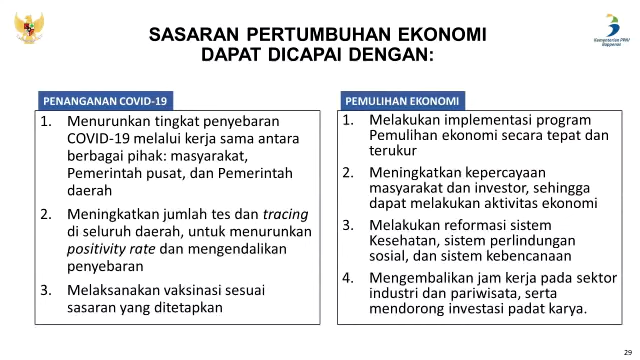 SASARAN PERTUMBUHAN EKONOMI
DAPAT DICAPAI DENGAN:
Kementerian PPN/
Bappenas
PENANGANAN COVID-19
1. Menurunkan tingkat penyebaran
COVID-19 melalui kerja sama antara
berbagai pihak: masyarakat,
Pemerintah pusat, dan Pemerintah
daerah
2. Meningkatkan jumlah tes dan tracing
di seluruh daerah, untuk menurunkan
positivity rate dan mengendalikan
penyebaran
3. Melaksanakan vaksinasi sesuai
sasaran yang ditetapkan
PEMULIHAN EKONOMI
1. Melakukan implementasi program
Pemulihan ekonomi secara tepat dan
terukur
2. Meningkatkan kepercayaan
masyarakat dan investor, sehingga
dapat melakukan aktivitas ekonomi
3. Melakukan reformasi sistem
Kesehatan, sistem perlindungan
sosial, dan sistem kebencanaan
4. Mengembalikan jam kerja pada sektor
industri dan pariwisata, serta
mendorong investasi padat karya.
29